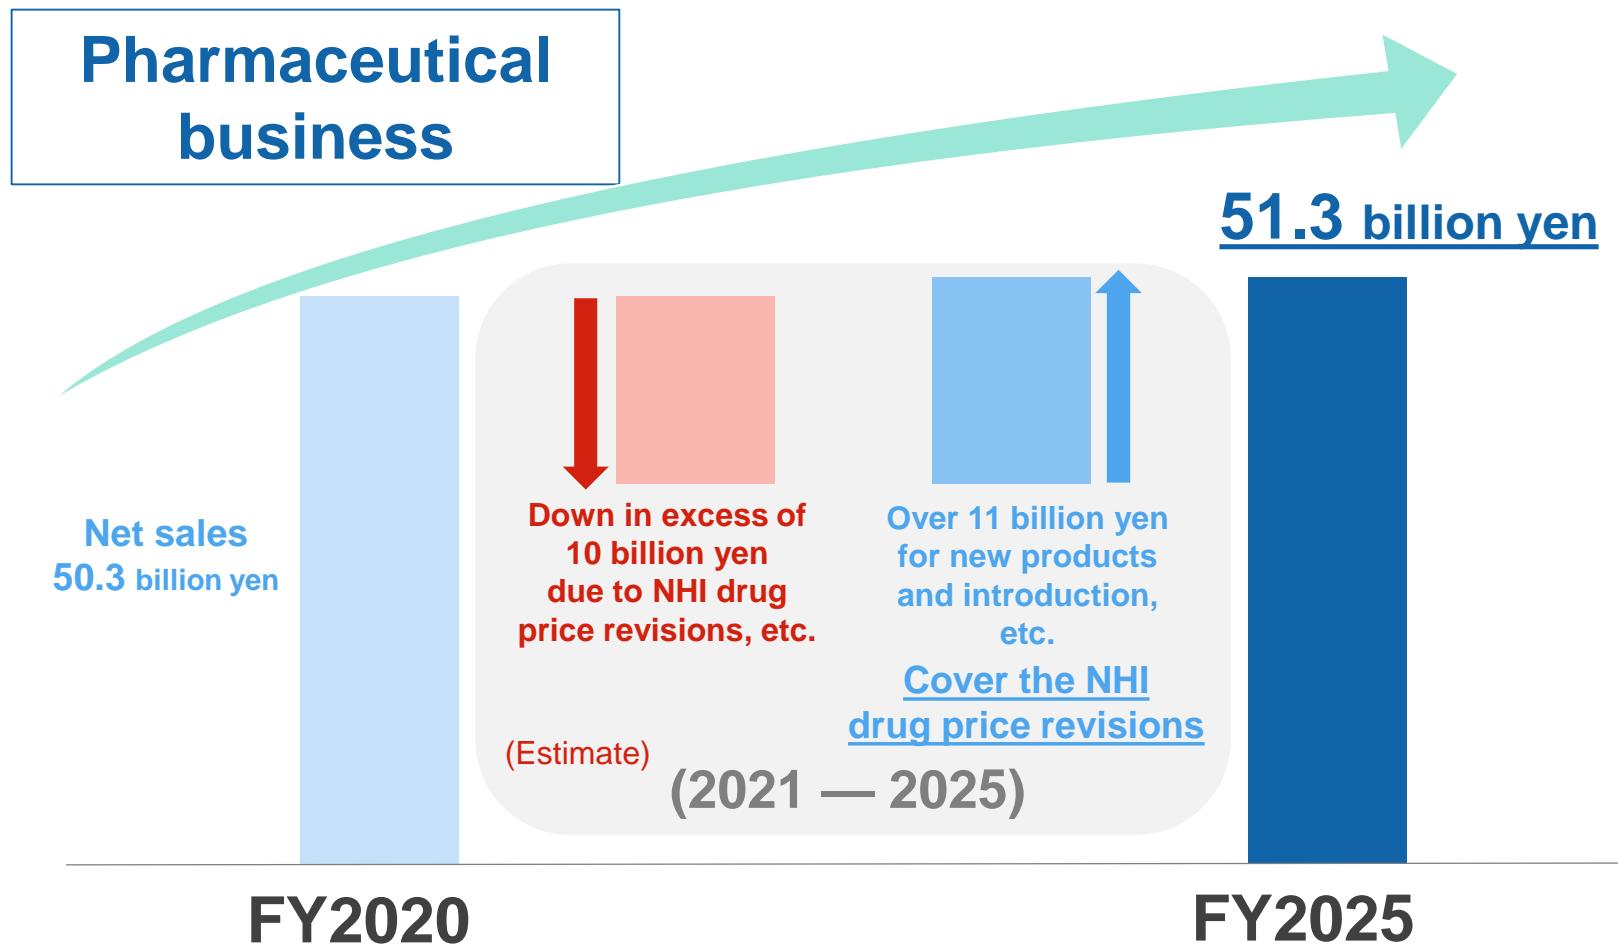 Pharmaceutical
business
51.3 billion yen
Net sales
50.3 billion yen
Down in excess of
10 billion yen
due to NHI drug
price revisions, etc.
(Estimate)
Over 11 billion yen
for new products
and introduction,
etc.
Cover the NHI
drug price revisions
(2021 — 2025)
FY2020
FY2025